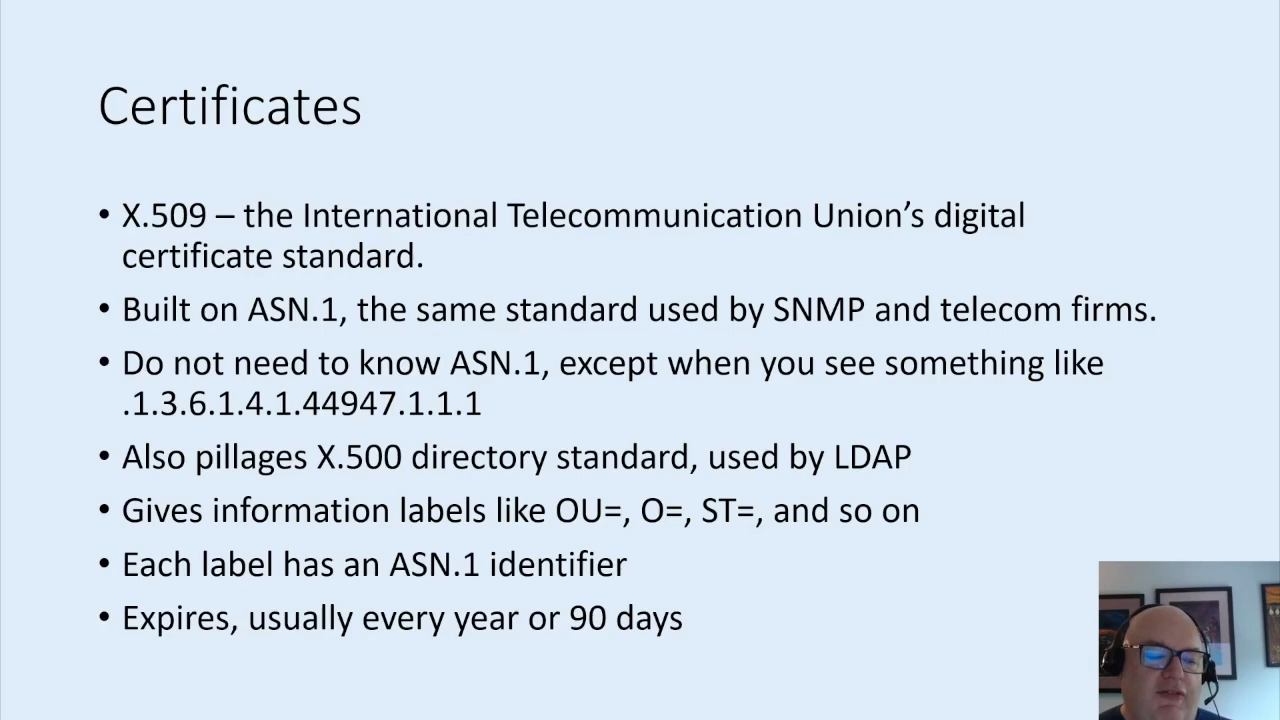 Certificates
• X.509 – the International Telecommunication Union’s digital
certificate standard.
• Built on ASN.1, the same standard used by SNMP and telecom firms.
• Do not need to know ASN.1, except when you see something like
.1.3.6.1.4.1.44947.1.1.1
• Also pillages X.500 directory standard, used by LDAP
• Gives information labels like OU=, O=, ST=, and so on
• Each label has an ASN.1 identifier
• Expires, usually every year or 90 days